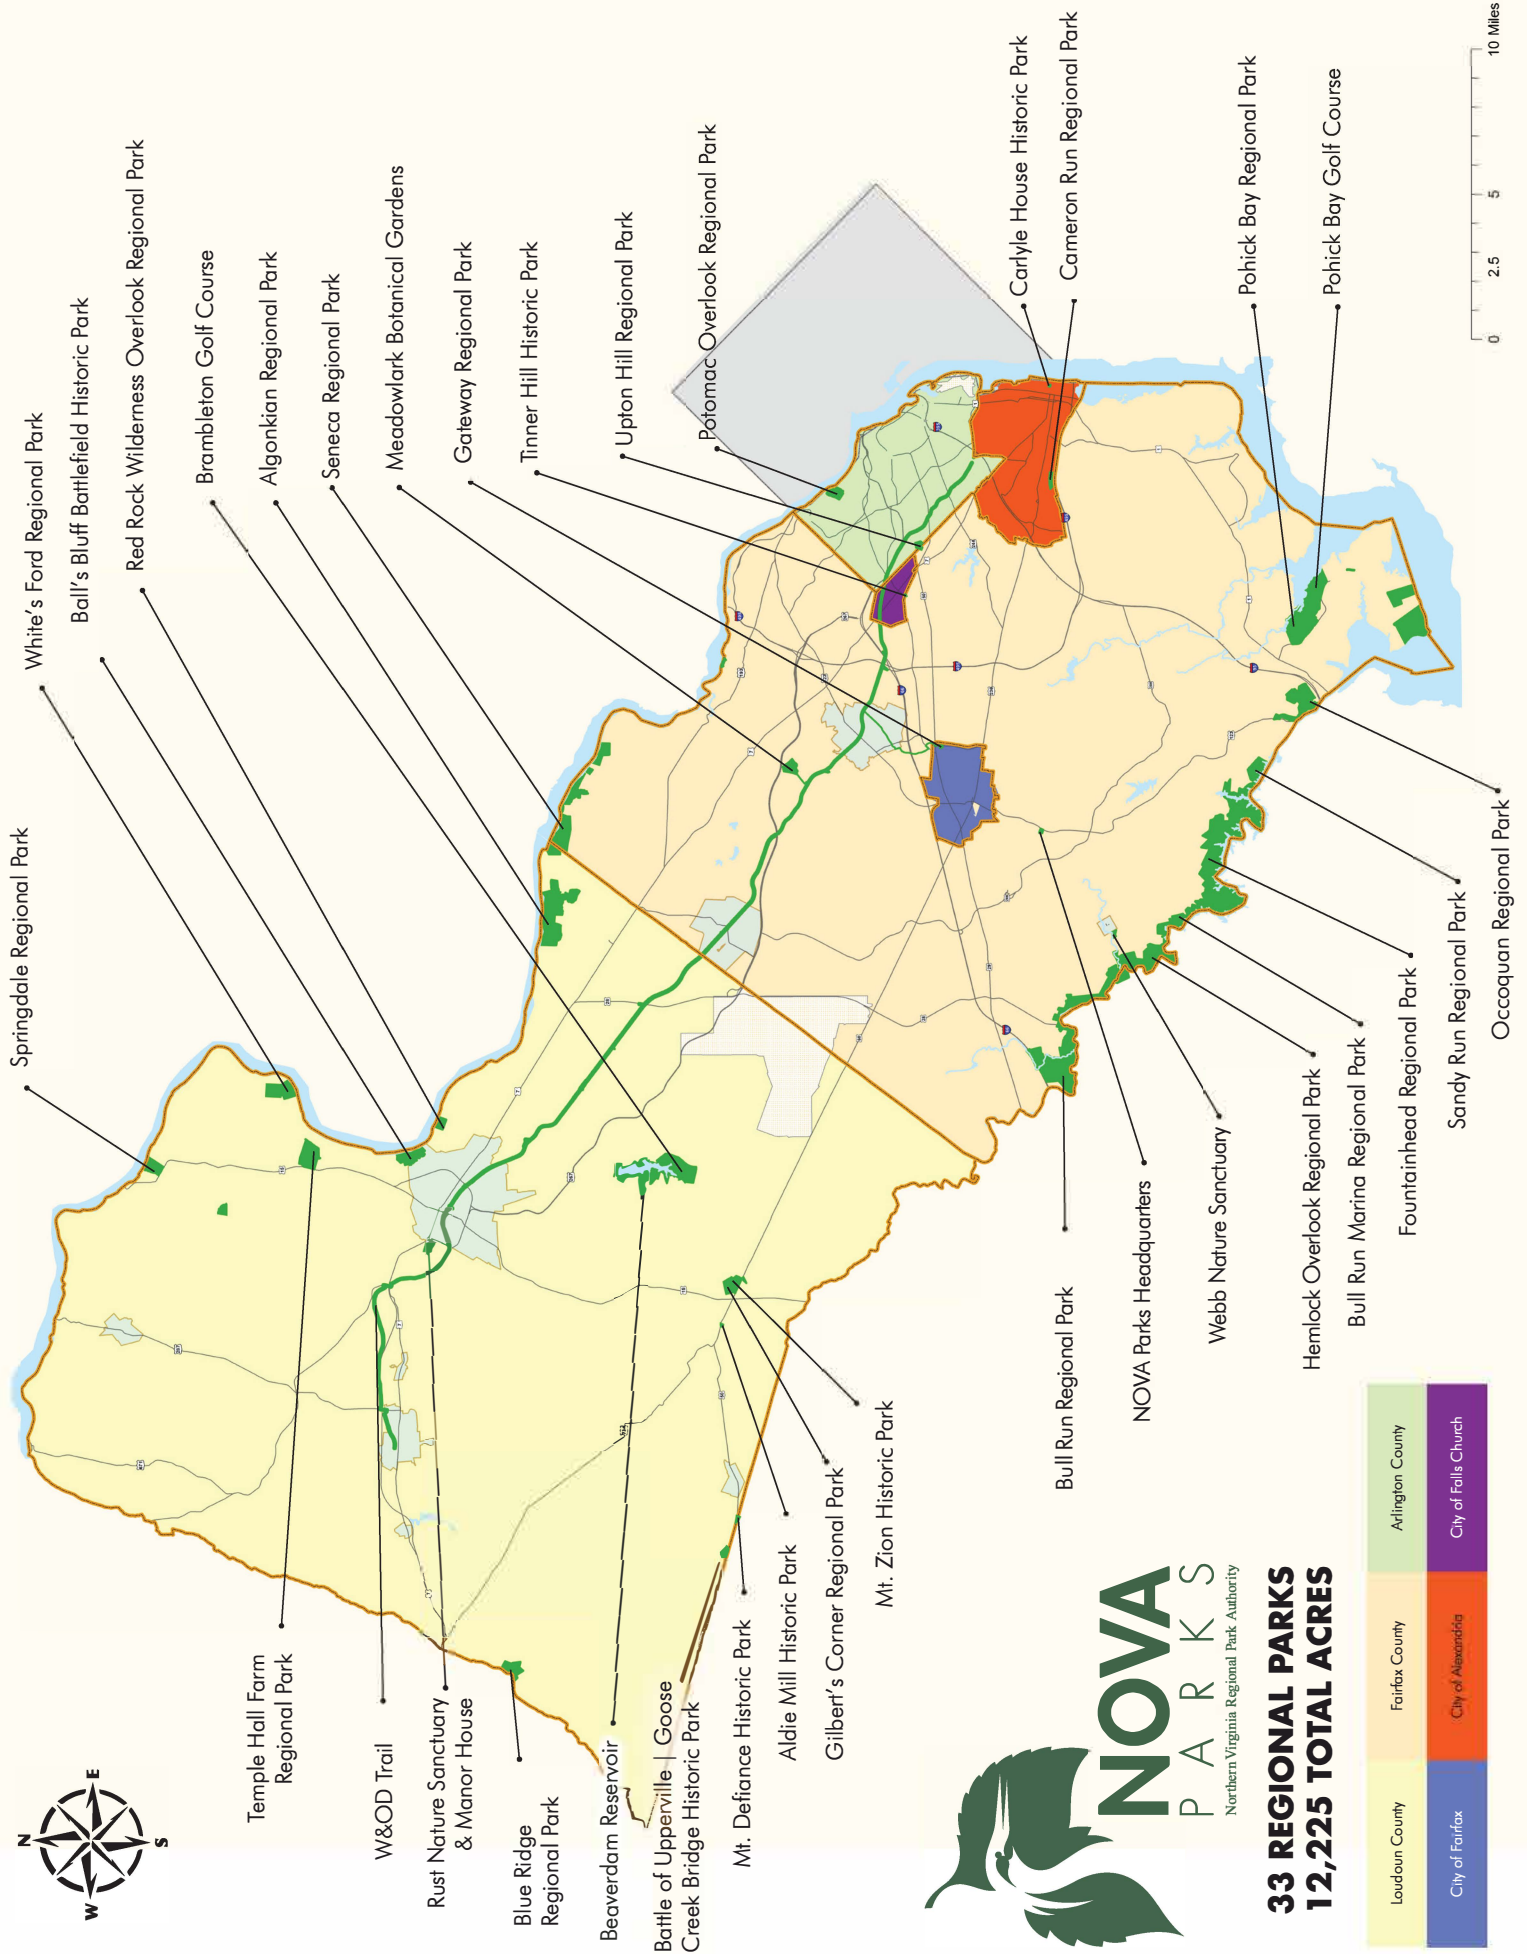 White's Ford Regional Park
Ball's Bluff Battlefield Historic Park
Red Rock Wilderness Overlook Regional Park
Brambleton Golf Course
Algonkian Regional Park
Seneca Regional Park
Meadowlark Botanical Gardens
Gateway Regional Park
Tinner Hill Historic Park
Upton Hill Regional Park
Potomac Overlook Regional Park
Carlyle House Historic Park
Cameron Run Regional Park
Pohick Bay Regional Park
Pohick Bay Golf Course
Springdale Regional Park
Temple Hall Farm
Regional Park
W&OD Trail
Rust Nature Sanctuary
& Manor House
Blue Ridge
Regional Park
Beaverdam Reservoir
Battle of Upperville | Goose
Creek Bridge Historic Park
Mt. Defiance Historic Park
Aldie Mill Historic Park
Gilbert's Corner Regional Park
Mt. Zion Historic Park
Bull Run Regional Park
NOVA Parks Headquarters
Webb Nature Sanctuary
Hemlock Overlook Regional Park
Bull Run Marina Regional Park
Fountainhead Regional Park
Sandy Run Regional Park
Occoquan Regional Park
N
E
S
W
0
2.5
5
10 Miles
NOVA
PARKS
Northern Virginia Regional Park Authority
33 REGIONAL PARKS
12,225 TOTAL ACRES
Loudoun County
Fairfax County
Arlington County
City of Fairfax
City of Alexandria
City of Falls Church